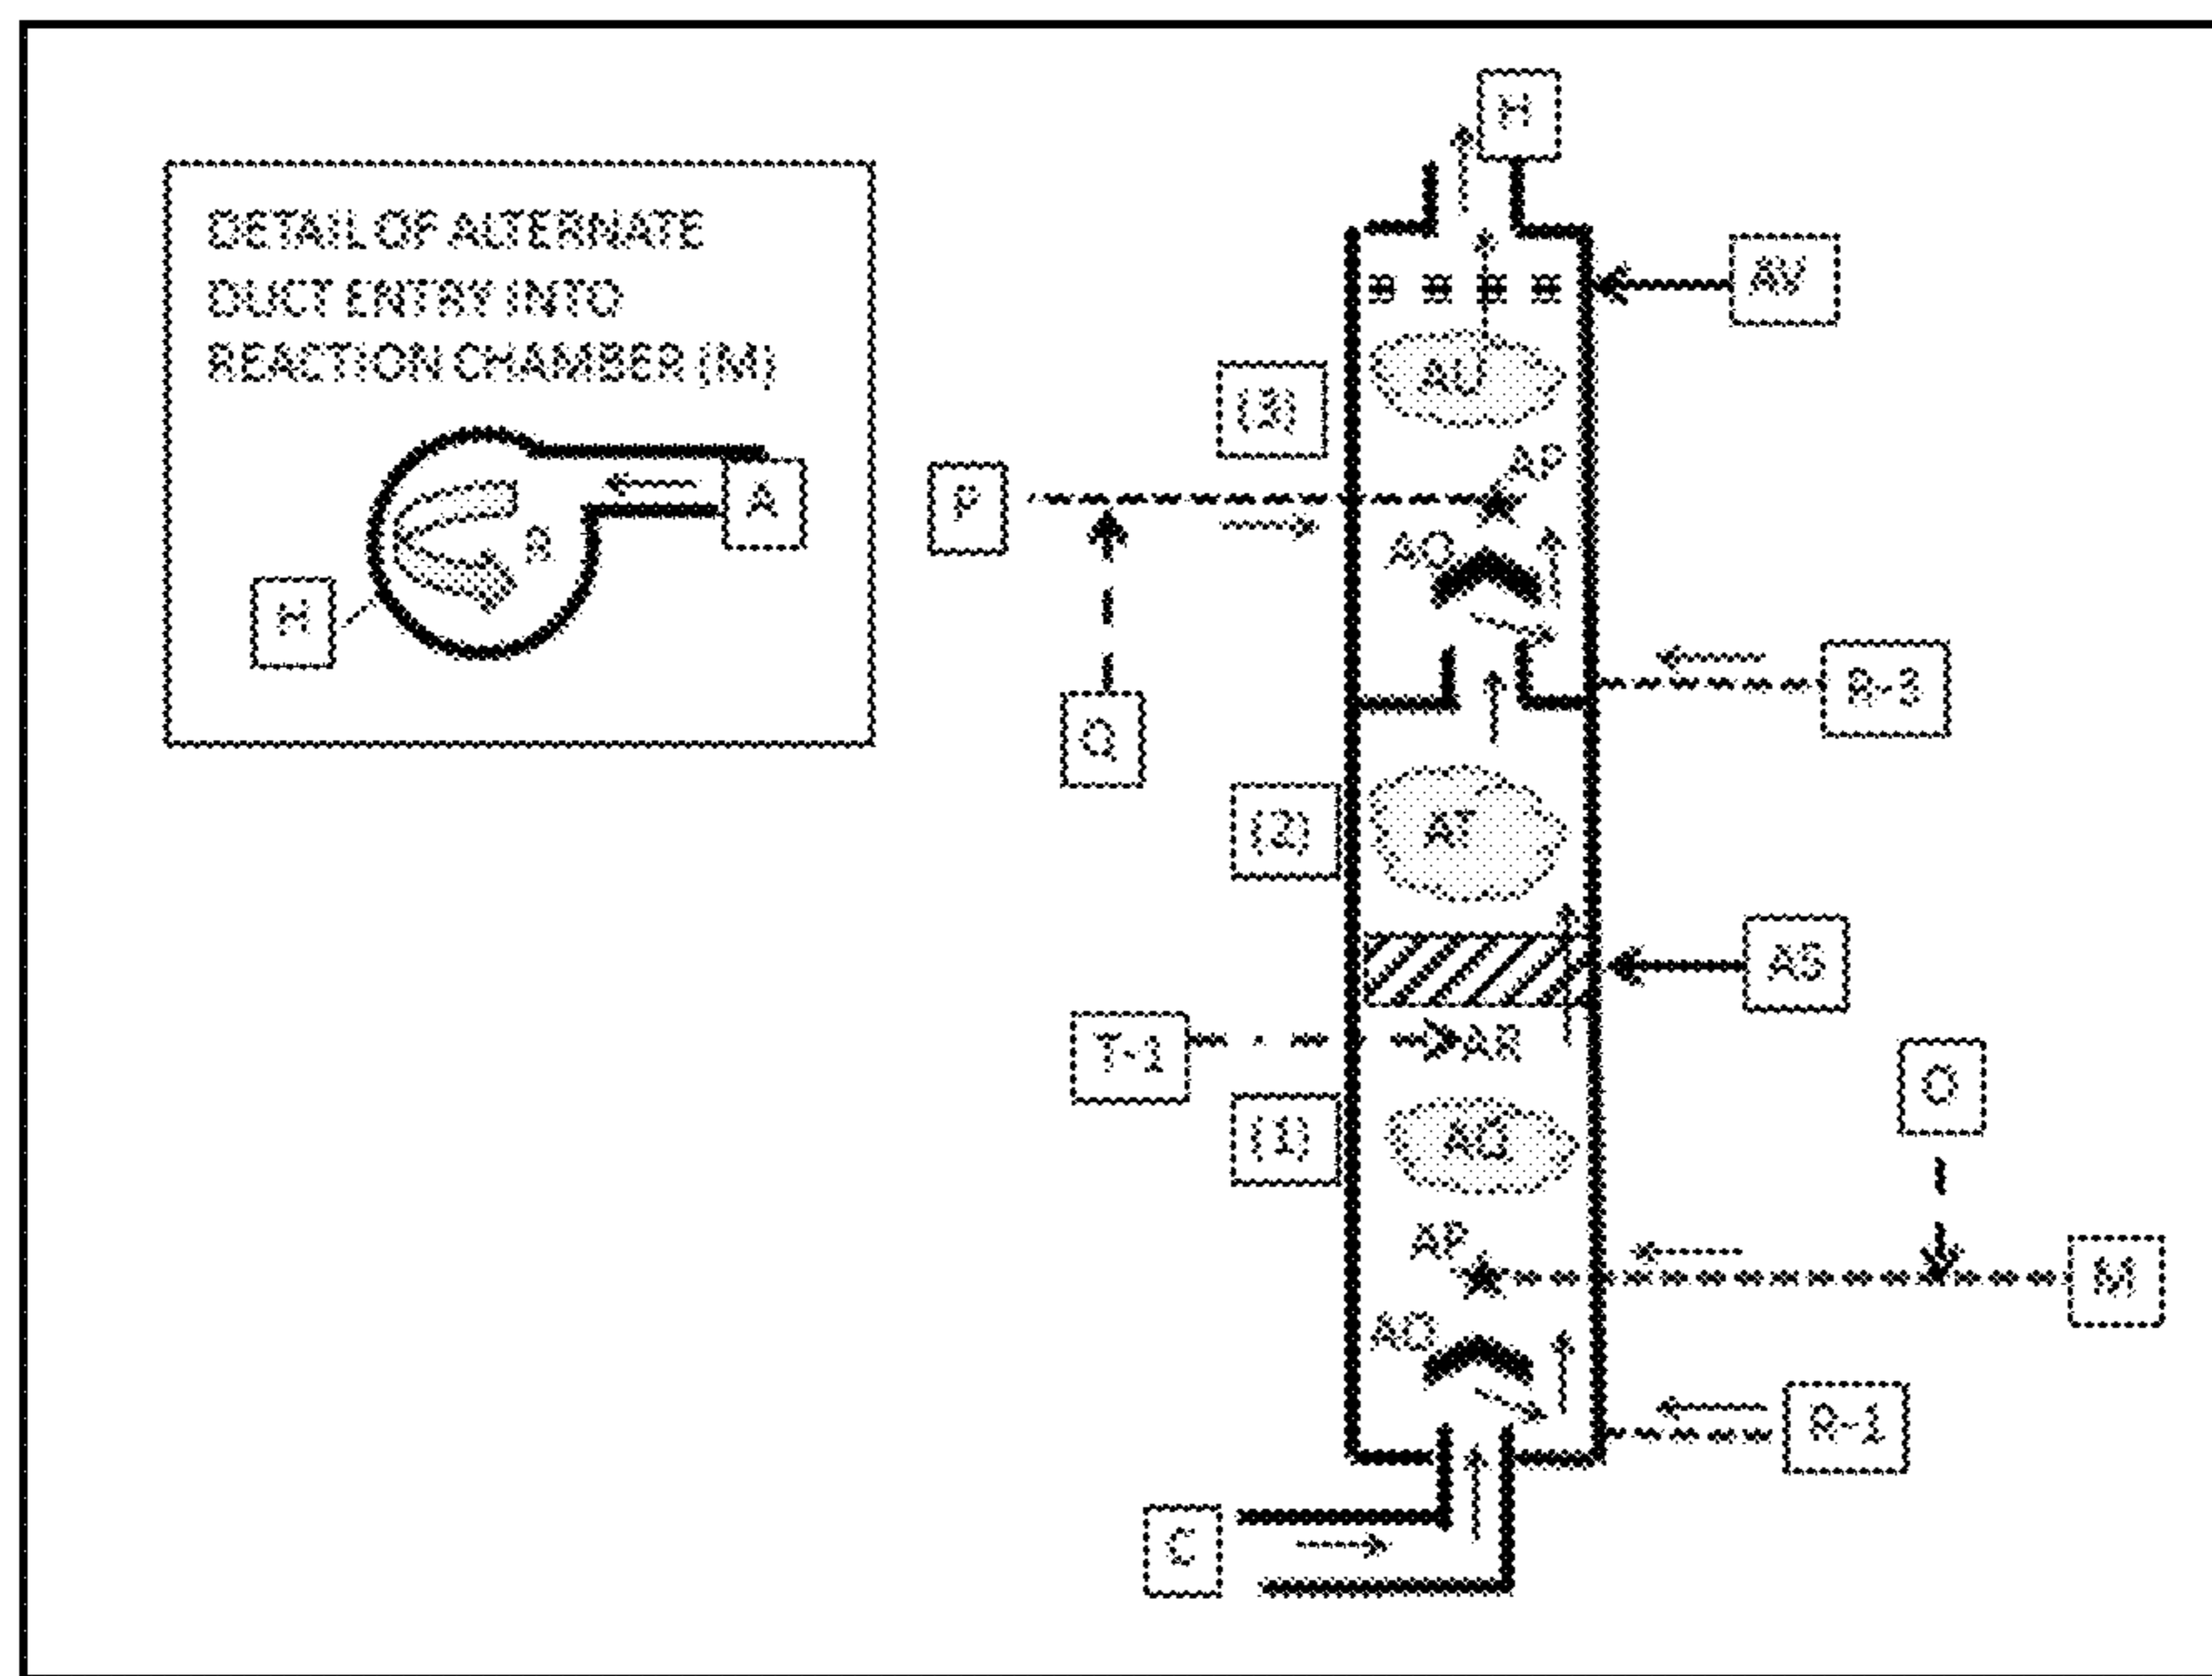 DETAIL OF ALTERNATE
DUCT ENTRY INTO
REACTION CHAMBER (M)
A
B
H
AV
AU
(3)
AP
P
AO
Q
(2)
AT
AS
T-1
AR
(1)
AQ
O
AP
M
AO
R-1
C